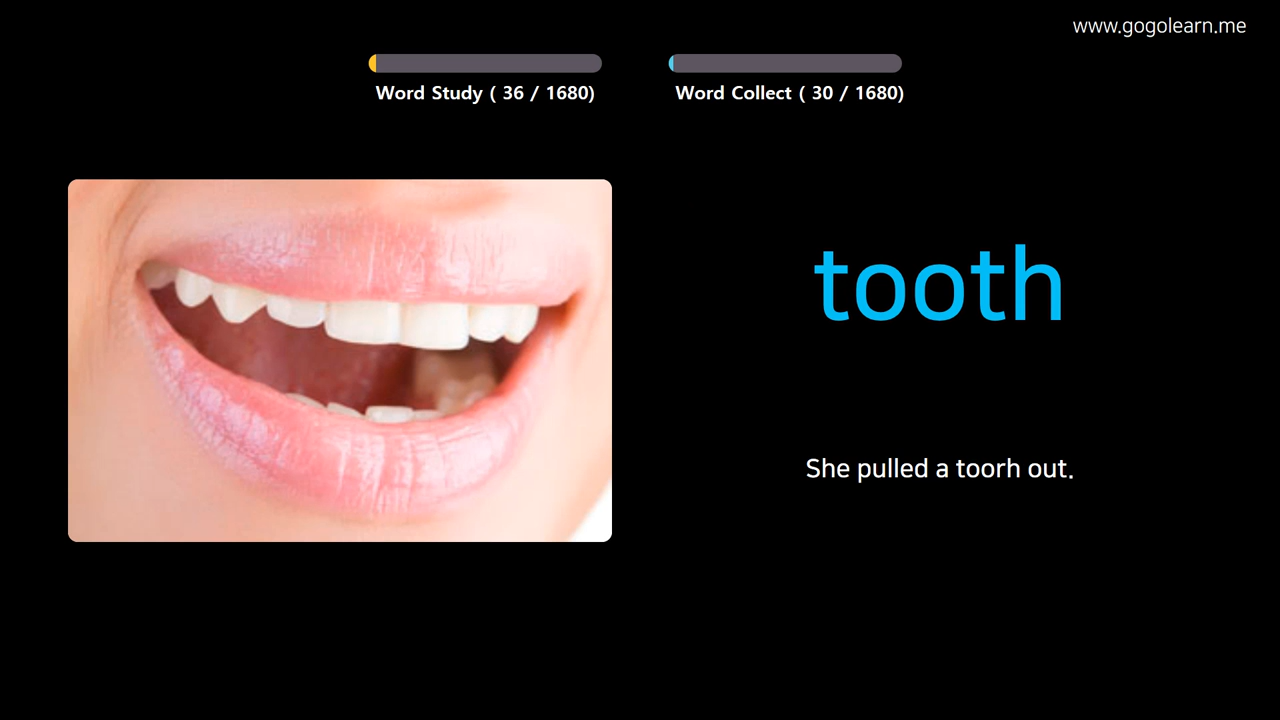 www.gogolearn.me
Word Study ( 36 / 1680)
Word Collect ( 30 / 1680)
tooth
She pulled a toorh out.